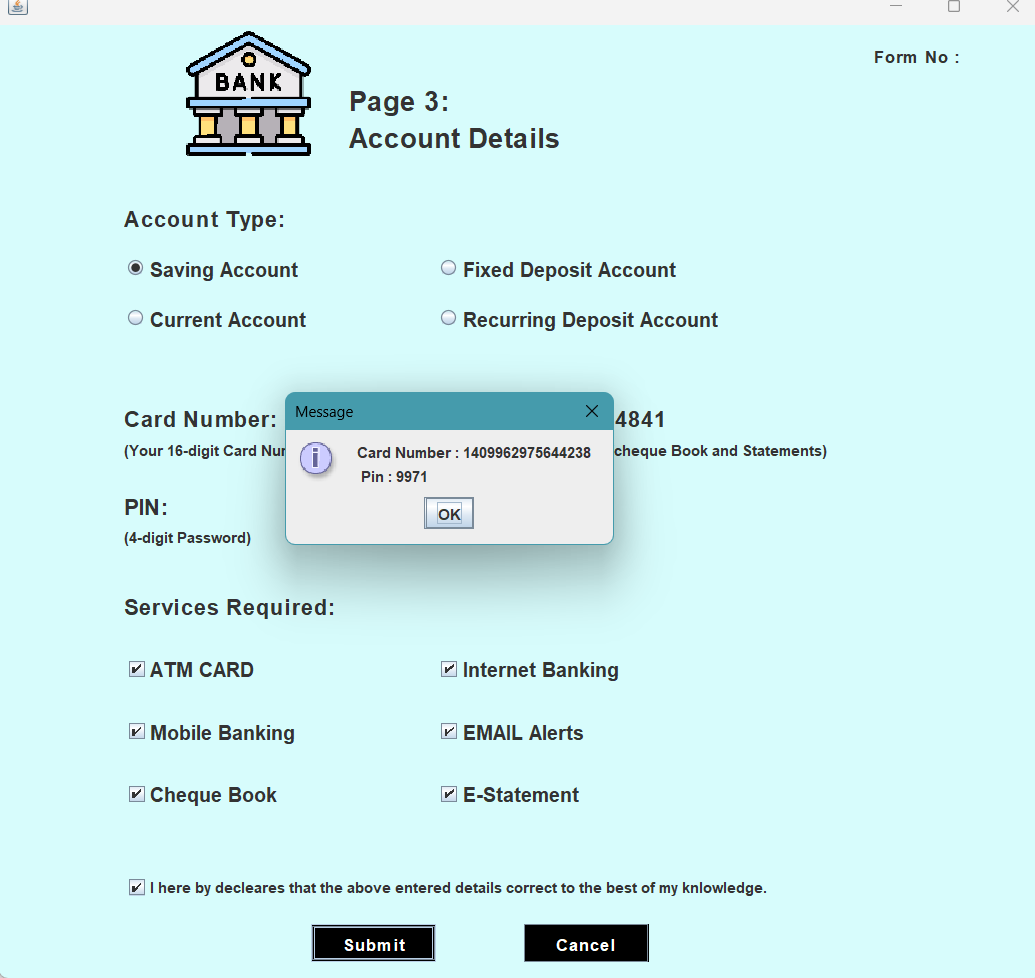 BANK
Form No :
Page 3:
Account Details
Account Type:
Saving Account
Fixed Deposit Account
Current Account
Recurring Deposit Account
Card Number:
4841
(Your 16-digit Card
cheque Book and Statements)
Message
Card Number : 1409962975644238
Pin : 9971
OK
PIN:
(4-digit Password)
Services Required:
ATM CARD
Internet Banking
Mobile Banking
EMAIL Alerts
Cheque Book
E-Statement
I here by decleares that the above entered details correct to the best of my knlowledge.
Submit
Cancel